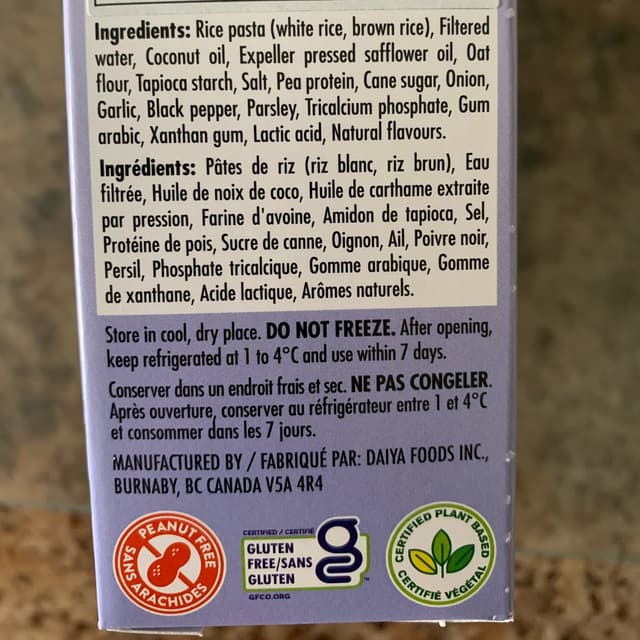 Ingredients: Rice pasta (white rice, brown rice), Filtered
water, Coconut oil, Expeller pressed safflower oil, Oat
flour, Tapioca starch, Salt, Pea protein, Cane sugar, Onion,
Garlic, Black pepper, Parsley, Tricalcium phosphate, Gum
arabic, Xanthan gum, Lactic acid, Natural flavours.
Ingrédients: Pâtes de riz (riz blanc, riz brun), Eau
filtrée, Huile de noix de coco, Huile de carthame extraite
par pression, Farine d'avoine, Amidon de tapioca, Sel,
Protéine de pois, Sucre de canne, Oignon, Ail, Poivre noir,
Persil, Phosphate tricalcique, Gomme arabique, Gomme
de xanthane, Acide lactique, Arômes naturels.
Store in cool, dry place. DO NOT FREEZE. After opening,
keep refrigerated at 1 to 4°C and use within 7 days.
Conserver dans un endroit frais et sec. NE PAS CONGELER.
Après ouverture, conserver au réfrigérateur entre 1 et 4°C
et consommer dans les 7 jours.
MANUFACTURED BY / FABRIQUÉ PAR: DAIYA FOODS INC.,
BURNABY, BC CANADA V5A 4R4
PEANUT FREE
SANS ARACHIDES
CERTIFIED / CERTIFIÉ
GLUTEN
FREE/SANS
GLUTEN
GFCO.ORG
g
TM
CERTIFIED PLANT BASED
CERTIFIÉ VÉGÉTAL